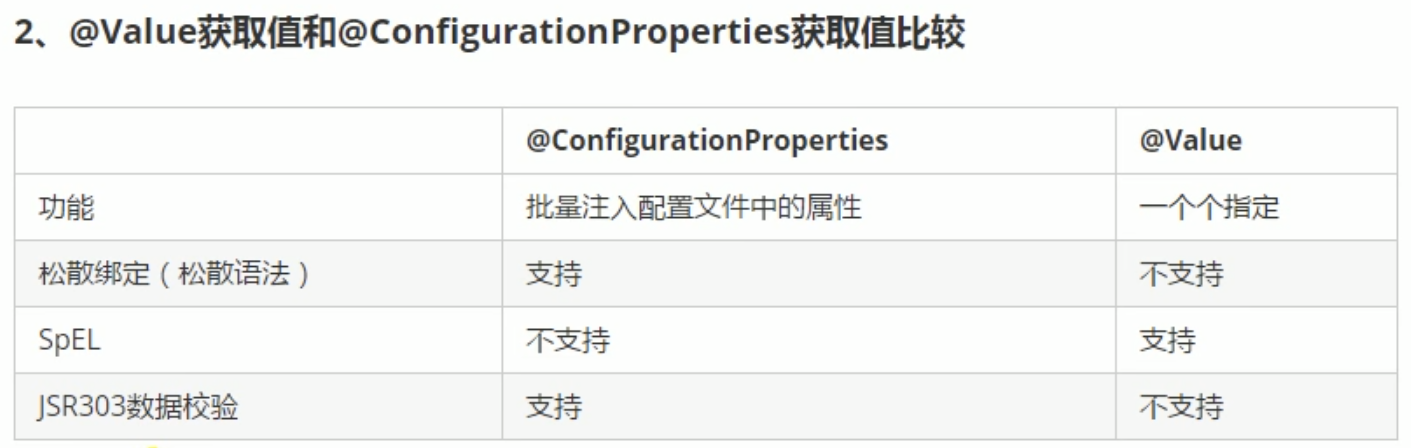 2、@Value获取值和@ConfigurationProperties获取值比较
@ConfigurationProperties @Value
功能 批量注入配置文件中的属性 一个个指定
松散绑定（松散语法） 支持 不支持
SpEL 不支持 支持
JSR303数据校验 支持 不支持